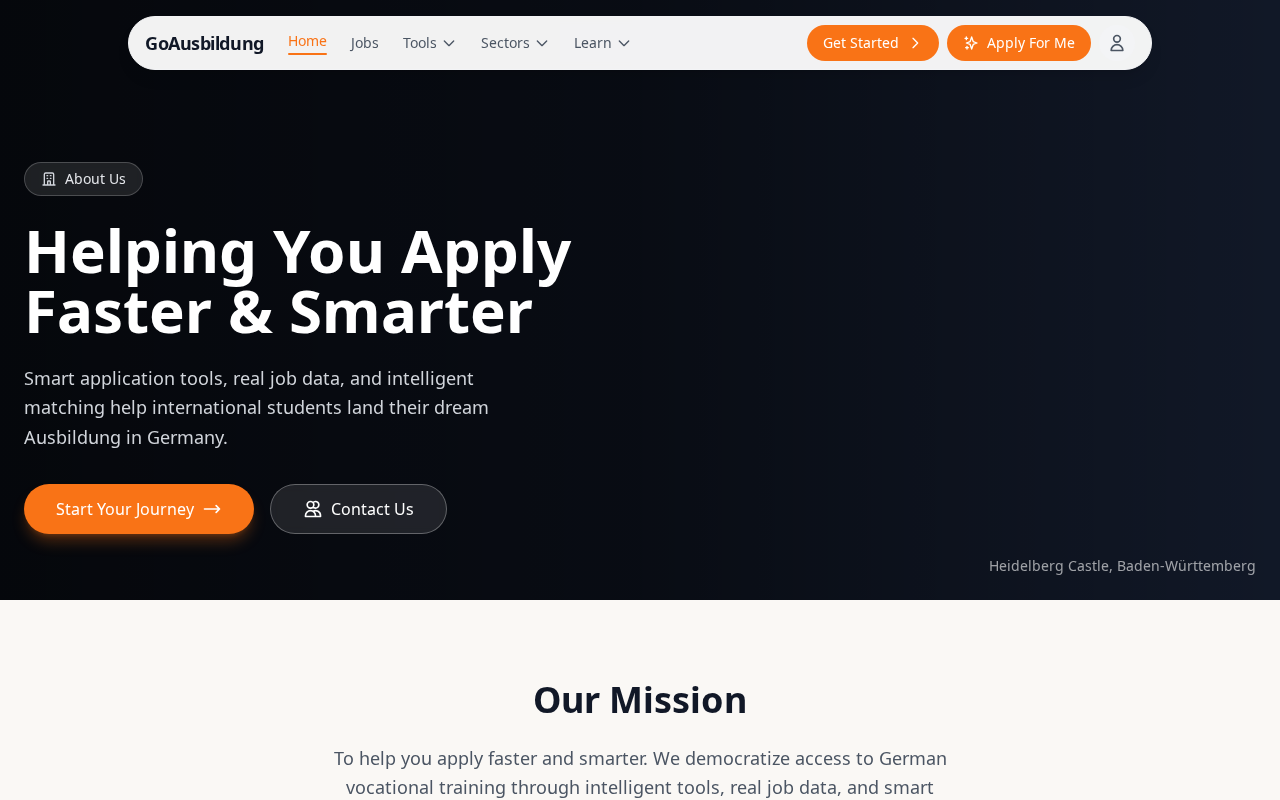 GoAusbildung
Home
Jobs
Tools
Sectors
Learn
Get Started
Apply For Me
About Us
Helping You Apply
Faster & Smarter
Smart application tools, real job data, and intelligent
matching help international students land their dream
Ausbildung in Germany.
Start Your Journey
Contact Us
Heidelberg Castle, Baden-Württemberg
Our Mission
To help you apply faster and smarter. We democratize access to German
vocational training through intelligent tools, real job data, and smart